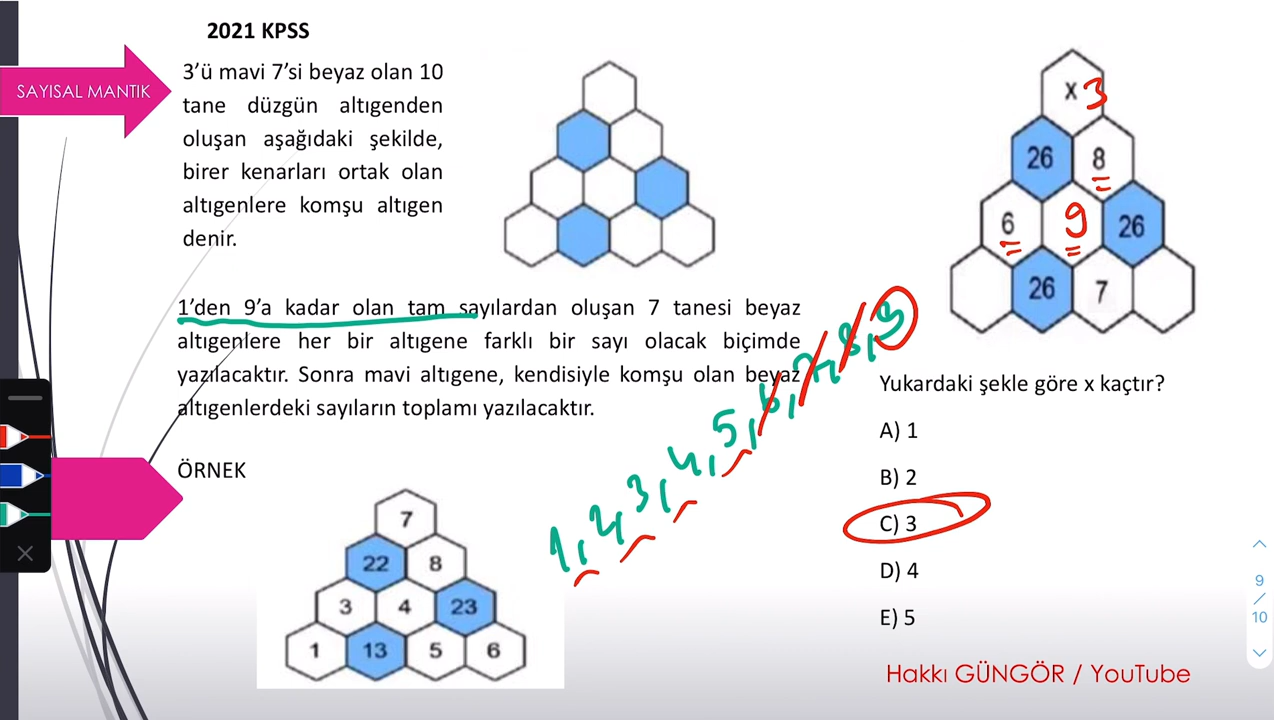 2021 KPSS
SAYISAL MANTIK
3’ü mavi 7’si beyaz olan 10
tane düzgün altıgenden
oluşan aşağıdaki şekilde,
birer kenarları ortak olan
altıgenlere komşu altıgen
denir.
1’den 9’a kadar olan tam sayılardan oluşan 7 tanesi beyaz
altıgenlere her bir altıgene farklı bir sayı olacak biçimde
yazılacaktır. Sonra mavi altıgene, kendisiyle komşu olan beyaz
altıgenlerdeki sayıların toplamı yazılacaktır.
ÖRNEK
7
22 8
3 4 23
1 13 5 6
1, 2, 3, 4, 5, 6, 7, 8, 9
x 3
26 8
6 9 26
26 7
Yukardaki şekle göre x kaçtır?
A) 1
B) 2
C) 3
D) 4
E) 5
Hakkı GÜNGÖR / YouTube
9
/
10